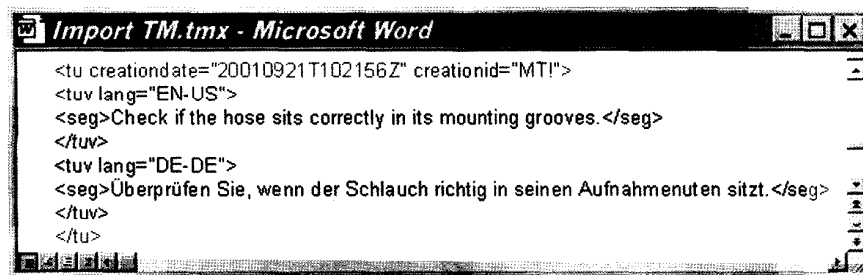 Import TM.tmx - Microsoft Word
<tu creationdate="20010921T102156Z" creationid="MT!">
<tuv lang="EN-US">
<seg>Check if the hose sits correctly in its mounting grooves.</seg>
</tuv>
<tuv lang="DE-DE">
<seg>Überprüfen Sie, wenn der Schlauch richtig in seinen Aufnahmenuten sitzt.</seg>
</tuv>
</tu>